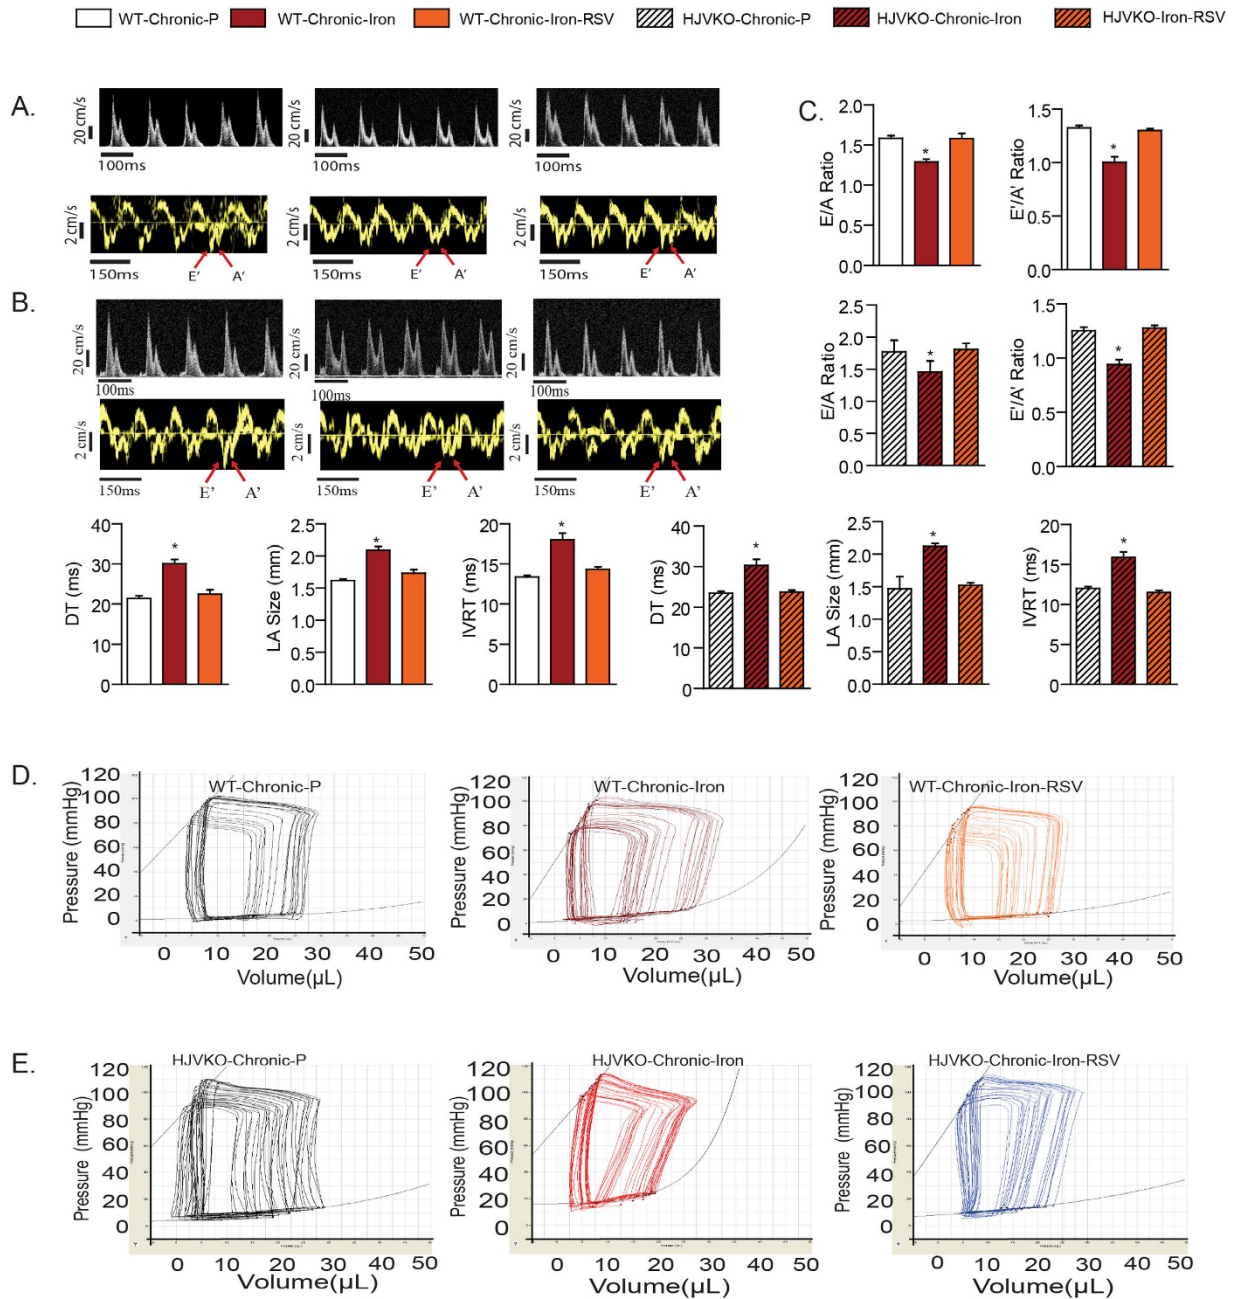 WT-Chronic-P WT-Chronic-Iron WT-Chronic-Iron-RSV HJVKO-Chronic-P HJVKO-Chronic-Iron HJVKO-Iron-RSV
A.
20 cm/s
100ms
20 cm/s
100ms
20 cm/s
100ms
2 cm/s
150ms
E' A'
2 cm/s
150ms
E' A'
2 cm/s
150ms
E' A'
C.
E/A Ratio
2.0
1.5
1.0
0.5
0.0
*
E'/A' Ratio
1.5
1.0
0.5
0.0
*
B.
20 cm/s
100ms
20 cm/s
100ms
20 cm/s
100ms
2 cm/s
150ms
E' A'
2 cm/s
150ms
E' A'
2 cm/s
150ms
E' A'
E/A Ratio
2.5
2.0
1.5
1.0
0.5
0.0
*
E'/A' Ratio
1.5
1.0
0.5
0.0
*
DT (ms)
40
30
20
10
0
*
LA Size (mm)
2.5
2.0
1.5
1.0
0.5
0.0
*
IVRT (ms)
20
15
10
5
0
*
DT (ms)
40
30
20
10
0
*
LA Size (mm)
2.5
2.0
1.5
1.0
0.5
0.0
*
IVRT (ms)
20
15
10
5
0
*
D.
WT-Chronic-P
Pressure (mmHg)
120
100
80
60
40
20
0
0 10 20 30 40 50
Volume(µL)
WT-Chronic-Iron
Pressure (mmHg)
120
100
80
60
40
20
0
0 10 20 30 40 50
Volume(µL)
WT-Chronic-Iron-RSV
Pressure (mmHg)
120
100
80
60
40
20
0
0 10 20 30 40 50
Volume(µL)
E.
HJVKO-Chronic-P
Pressure (mmHg)
120
100
80
60
40
20
0
0 10 20 30 40 50
Volume(µL)
HJVKO-Chronic-Iron
Pressure (mmHg)
120
100
80
60
40
20
0
0 10 20 30 40 50
Volume(µL)
HJVKO-Chronic-Iron-RSV
Pressure (mmHg)
120
100
80
60
40
20
0
0 10 20 30 40 50
Volume(µL)